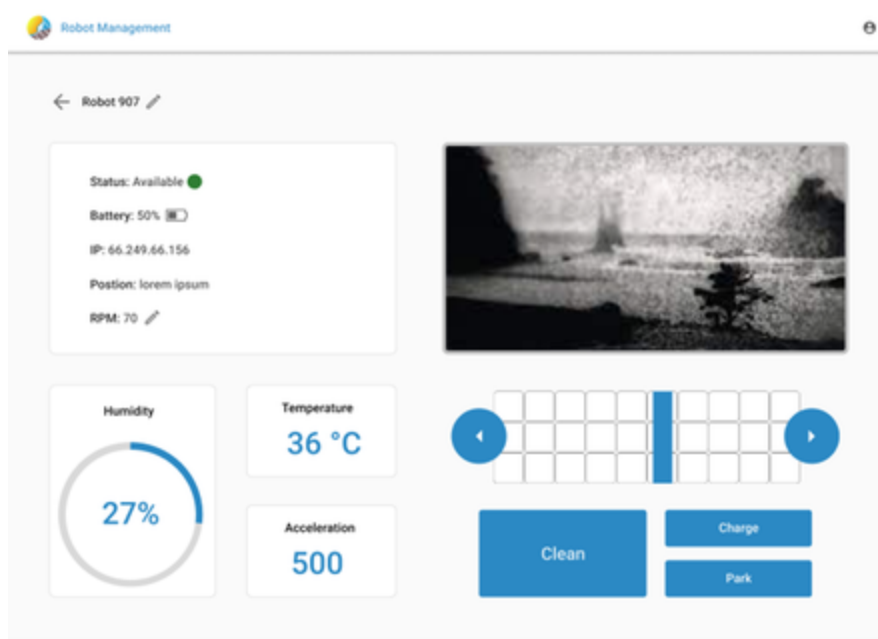 Robot Management
Robot 907
Status: Available
Battery: 50%
IP: 66.249.66.156
Postion: lorem ipsum
RPM: 70
Humidity
27%
Temperature
36 °C
Acceleration
500
Clean
Charge
Park